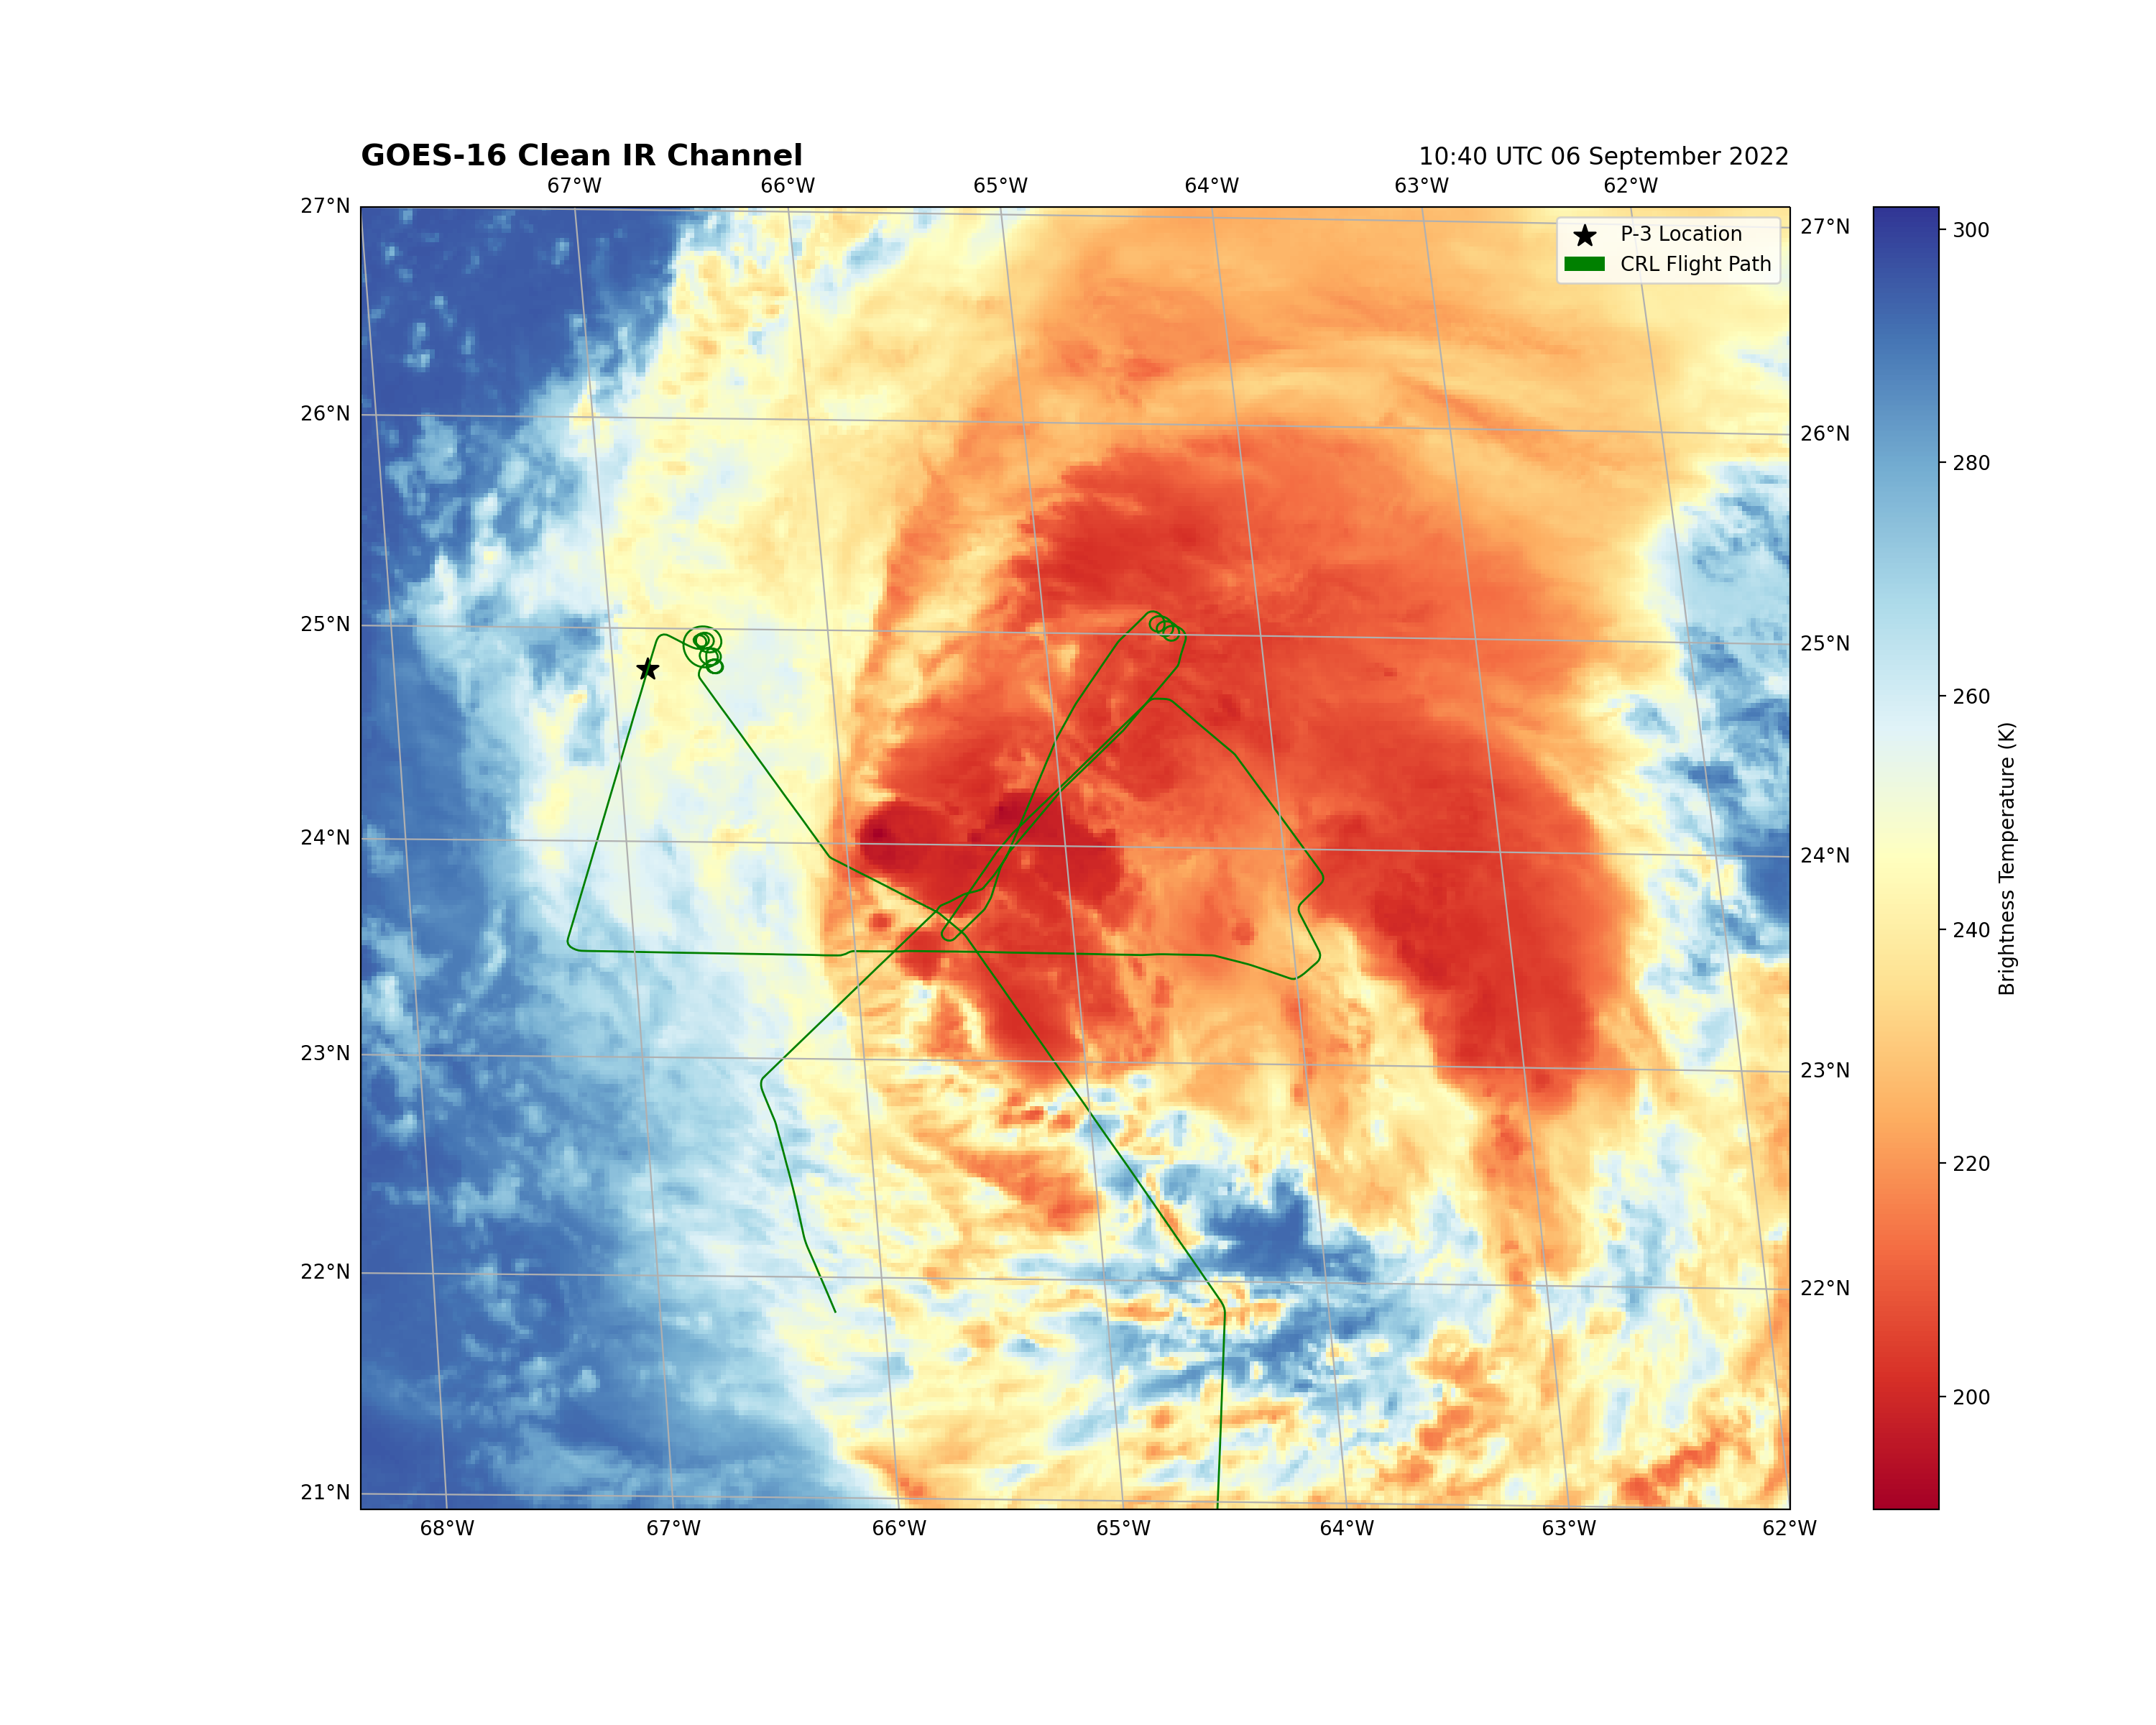 GOES-16 Clean IR Channel
10:40 UTC 06 September 2022
67°W 66°W 65°W 64°W 63°W 62°W
27°N
27°N
P-3 Location
CRL Flight Path
300
26°N
26°N
280
25°N
25°N
260
24°N
24°N
240
Brightness Temperature (K)
23°N
23°N
220
22°N
22°N
200
21°N
68°W 67°W 66°W 65°W 64°W 63°W 62°W